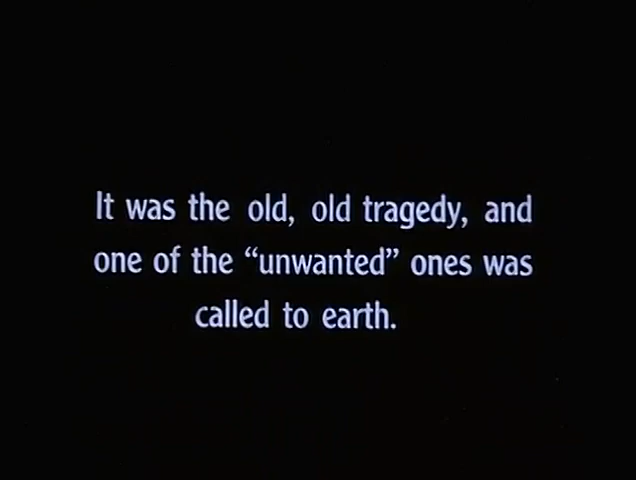 It was the old, old tragedy, and
one of the “unwanted” ones was
called to earth.